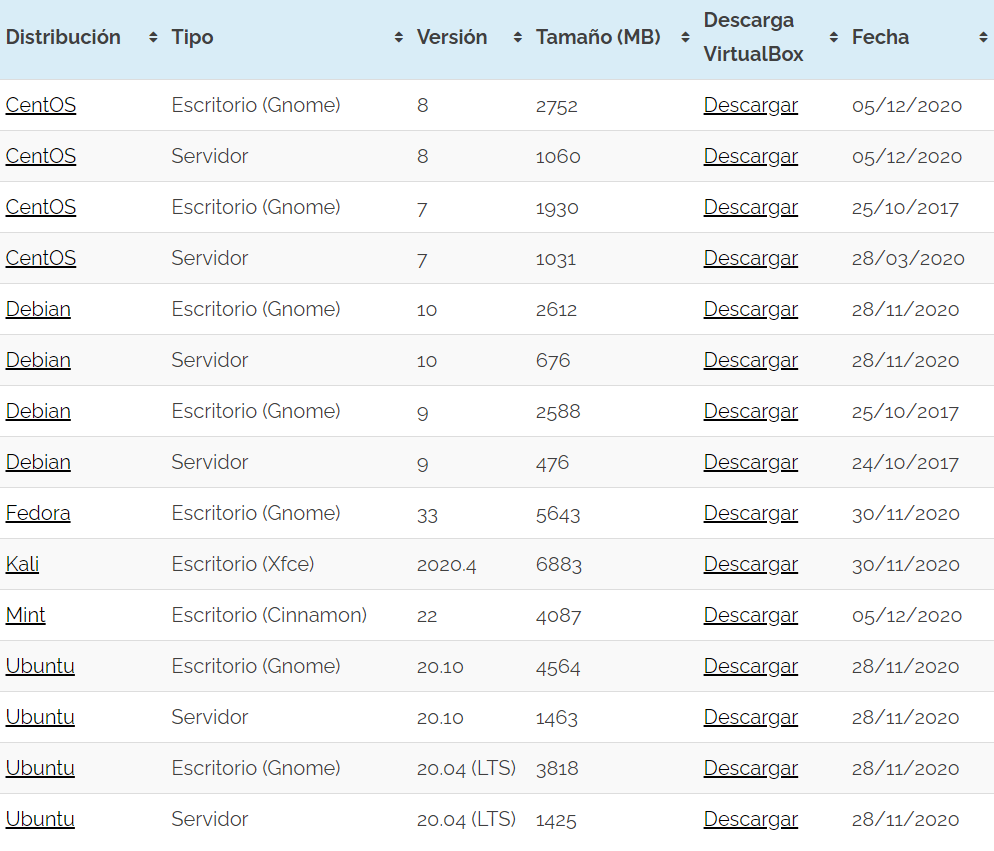 Distribución Tipo Versión Tamaño (MB) Descarga VirtualBox Fecha
CentOS Escritorio (Gnome) 8 2752 Descargar 05/12/2020
CentOS Servidor 8 1060 Descargar 05/12/2020
CentOS Escritorio (Gnome) 7 1930 Descargar 25/10/2017
CentOS Servidor 7 1031 Descargar 28/03/2020
Debian Escritorio (Gnome) 10 2612 Descargar 28/11/2020
Debian Servidor 10 676 Descargar 28/11/2020
Debian Escritorio (Gnome) 9 2588 Descargar 25/10/2017
Debian Servidor 9 476 Descargar 24/10/2017
Fedora Escritorio (Gnome) 33 5643 Descargar 30/11/2020
Kali Escritorio (Xfce) 2020.4 6883 Descargar 30/11/2020
Mint Escritorio (Cinnamon) 22 4087 Descargar 05/12/2020
Ubuntu Escritorio (Gnome) 20.10 4564 Descargar 28/11/2020
Ubuntu Servidor 20.10 1463 Descargar 28/11/2020
Ubuntu Escritorio (Gnome) 20.04 (LTS) 3818 Descargar 28/11/2020
Ubuntu Servidor 20.04 (LTS) 1425 Descargar 28/11/2020